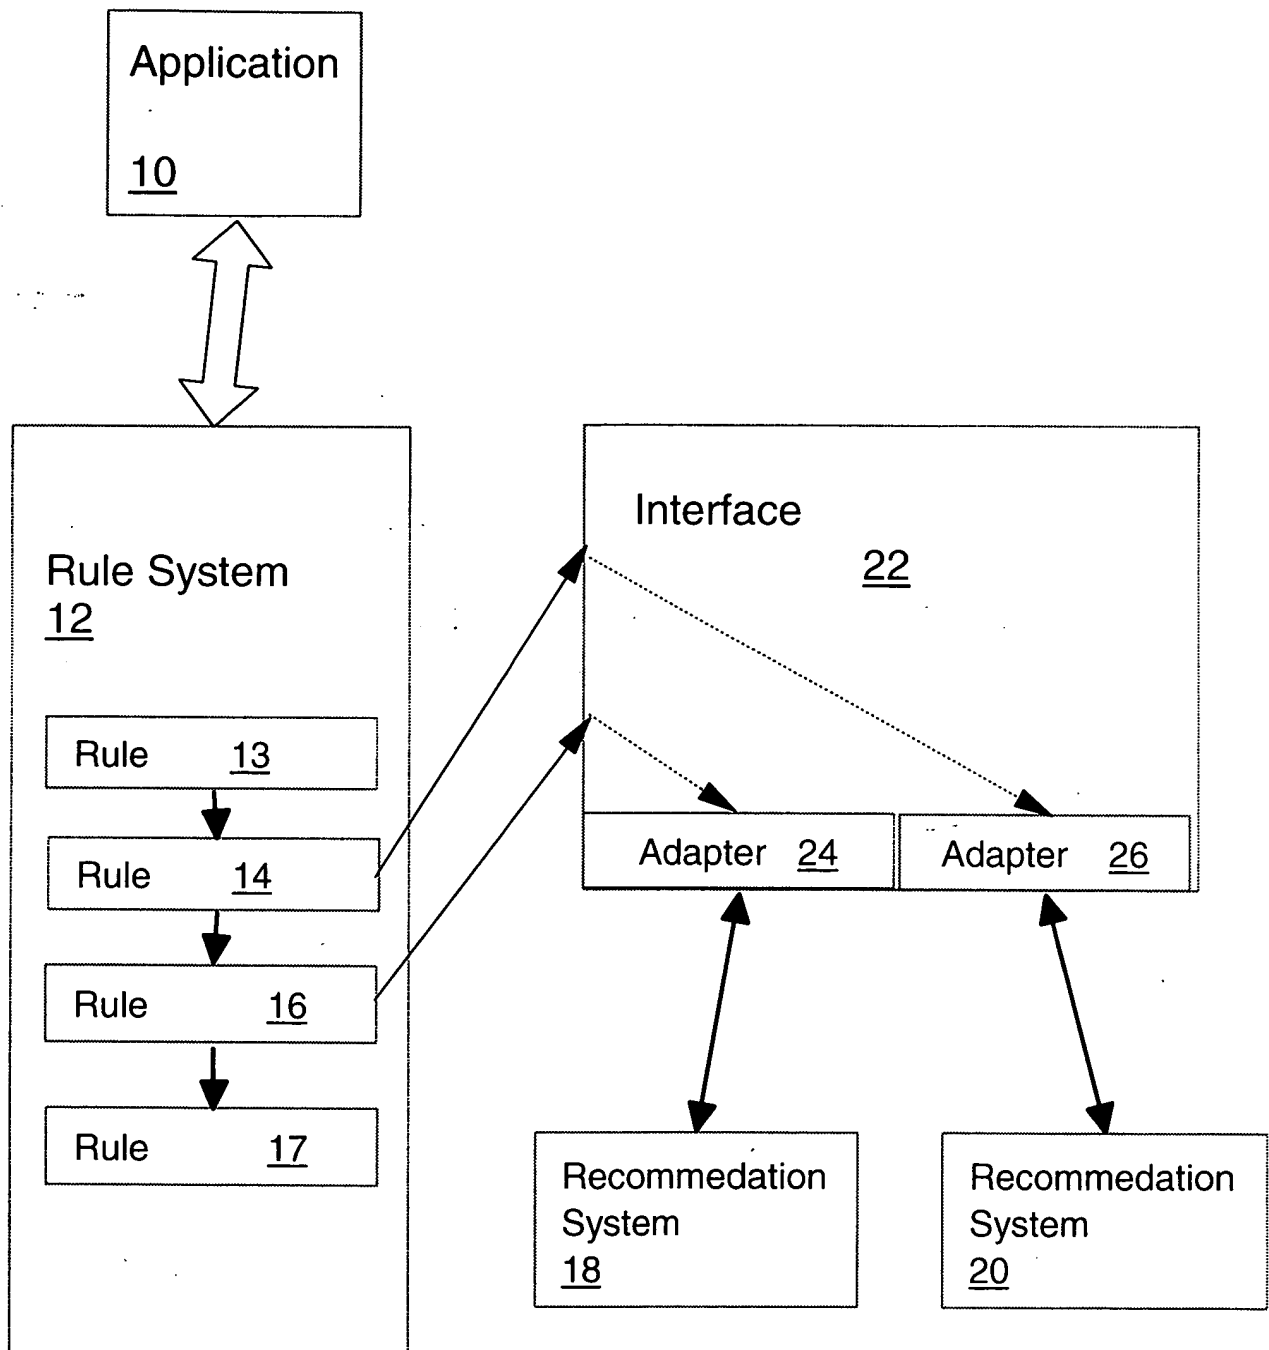 Application
10
Rule System
12
Rule 13
Rule 14
Rule 16
Rule 17
Interface
22
Adapter 24
Adapter 26
Recommedation
System
18
Recommedation
System
20